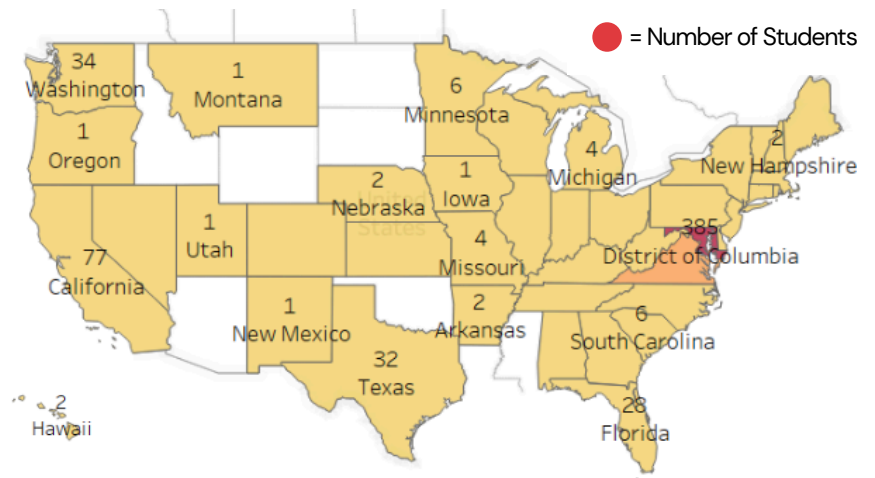 = Number of Students
34
Washington
1
Montana
6
Minnesota
1
Oregon
2
New Hampshire
4
Michigan
1
Iowa
2
Nebraska
United
States
1
Utah
385
District of Columbia
4
Missouri
77
California
1
New Mexico
2
Arkansas
6
South Carolina
32
Texas
2
Hawaii
28
Florida